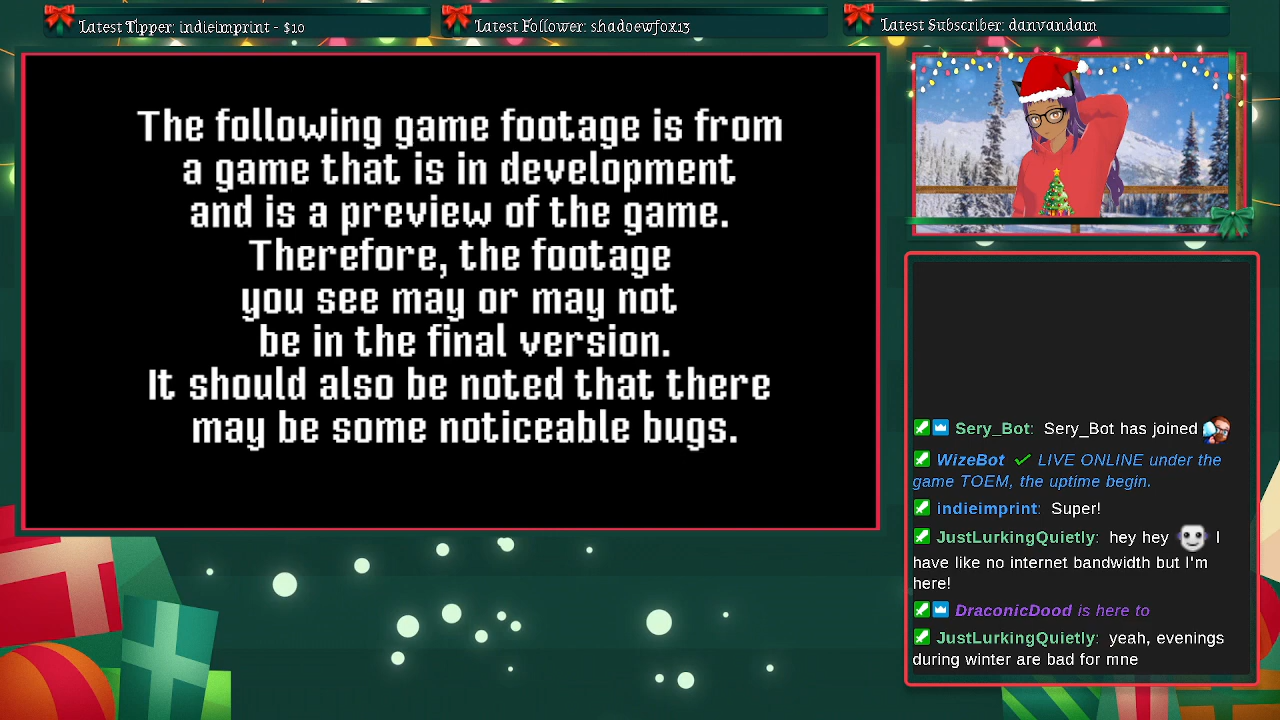 Latest Tipper: indieimprint - $10
Latest Follower: shadoewfox13
Latest Subscriber: danvandam
The following game footage is from
a game that is in development
and is a preview of the game.
Therefore, the footage
you see may or may not
be in the final version.
It should also be noted that there
may be some noticeable bugs.
Sery_Bot: Sery_Bot has joined
WizeBot LIVE ONLINE under the
game TOEM, the uptime begin.
indieimprint: Super!
JustLurkingQuietly: hey hey I
have like no internet bandwidth but I'm
here!
DraconicDood is here to
JustLurkingQuietly: yeah, evenings
during winter are bad for mne